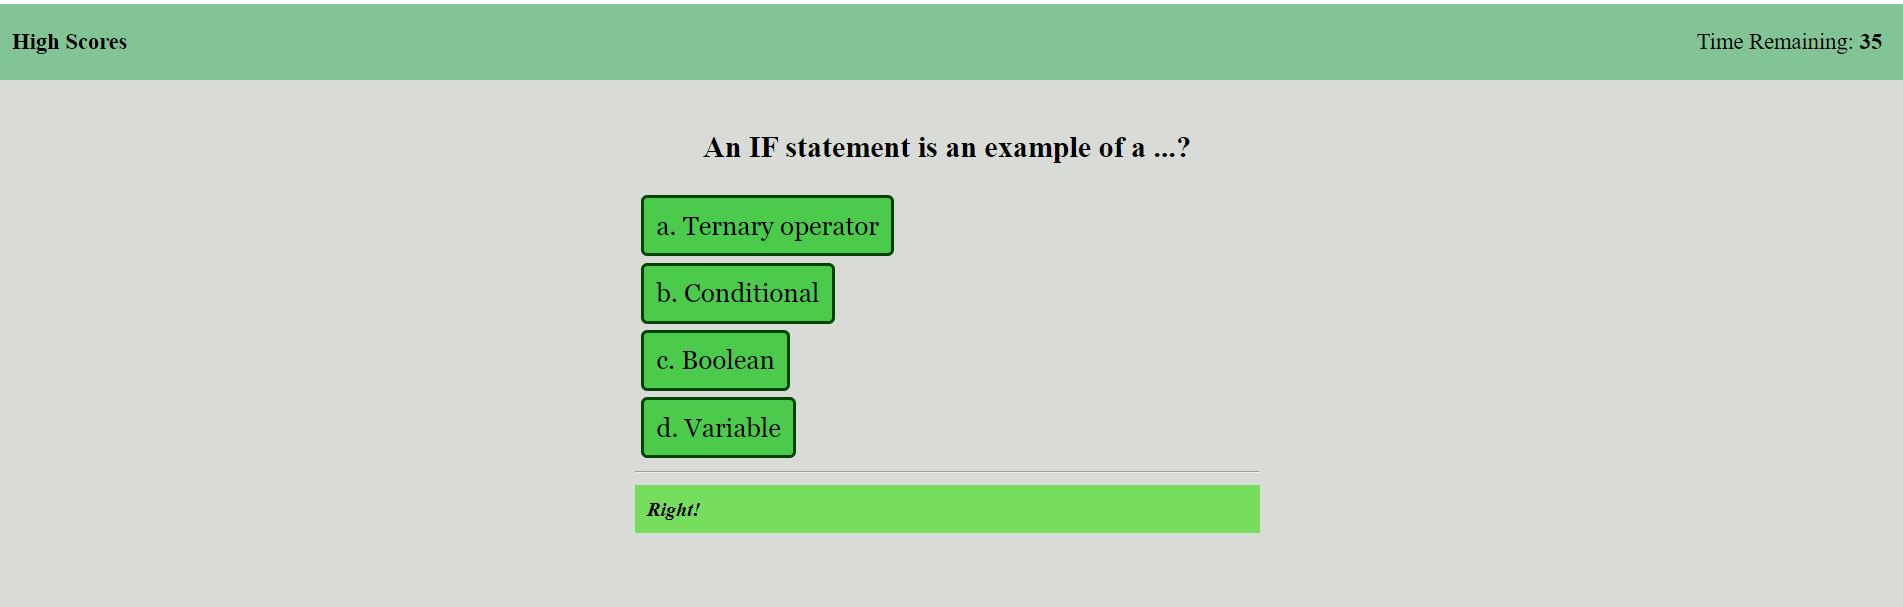 High Scores
Time Remaining: 35
An IF statement is an example of a ...?
a. Ternary operator
b. Conditional
c. Boolean
d. Variable
Right!